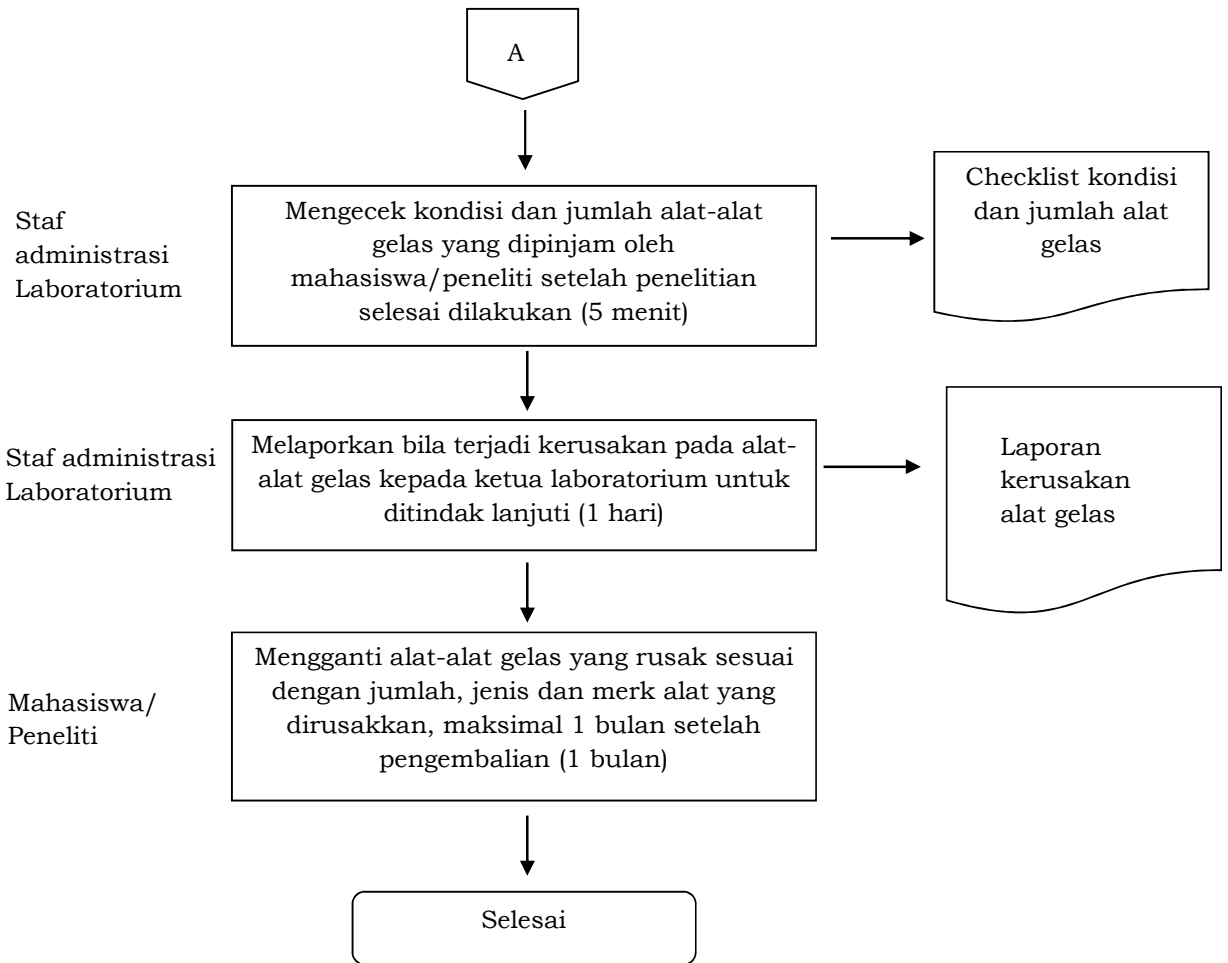 A
Staf
administrasi
Laboratorium
Mengecek kondisi dan jumlah alat-alat
gelas yang dipinjam oleh
mahasiswa/peneliti setelah penelitian
selesai dilakukan (5 menit)
Checklist kondisi
dan jumlah alat
gelas
Staf administrasi
Laboratorium
Melaporkan bila terjadi kerusakan pada alat-
alat gelas kepada ketua laboratorium untuk
ditindak lanjuti (1 hari)
Laporan
kerusakan
alat gelas
Mahasiswa/
Peneliti
Mengganti alat-alat gelas yang rusak sesuai
dengan jumlah, jenis dan merk alat yang
dirusakkan, maksimal 1 bulan setelah
pengembalian (1 bulan)
Selesai